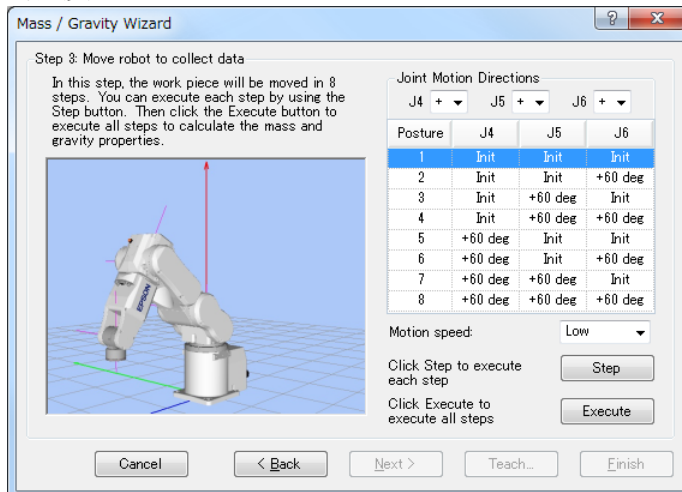 Mass / Gravity Wizard
Step 3: Move robot to collect data
In this step, the work piece will be moved in 8
steps. You can execute each step by using the
Step button. Then click the Execute button to
execute all steps to calculate the mass and
gravity properties.
EPSON
Joint Motion Directions
J4 + J5 + J6 +
Posture J4 J5 J6
1 Init Init Init
2 Init Init +60 deg
3 Init +60 deg Init
4 Init +60 deg +60 deg
5 +60 deg Init Init
6 +60 deg Init +60 deg
7 +60 deg +60 deg Init
8 +60 deg +60 deg +60 deg
Motion speed: Low
Click Step to execute
each step
Step
Click Execute to
execute all steps
Execute
Cancel < Back Next > Teach... Finish